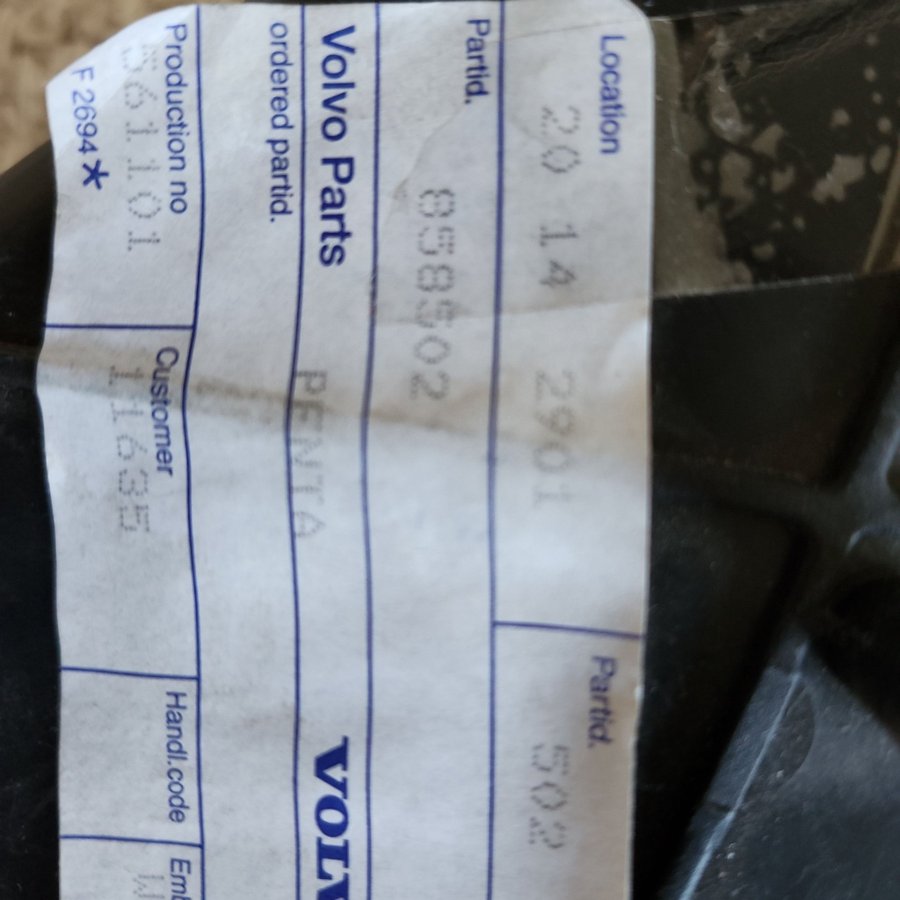 Location
Partid.
20 14 2901
502
Partid.
858502
Volvo Parts
PENTA
VOLV
ordered partid.
Production no
Customer
Handl.code
Emb
561101
11635
W
F 2694*